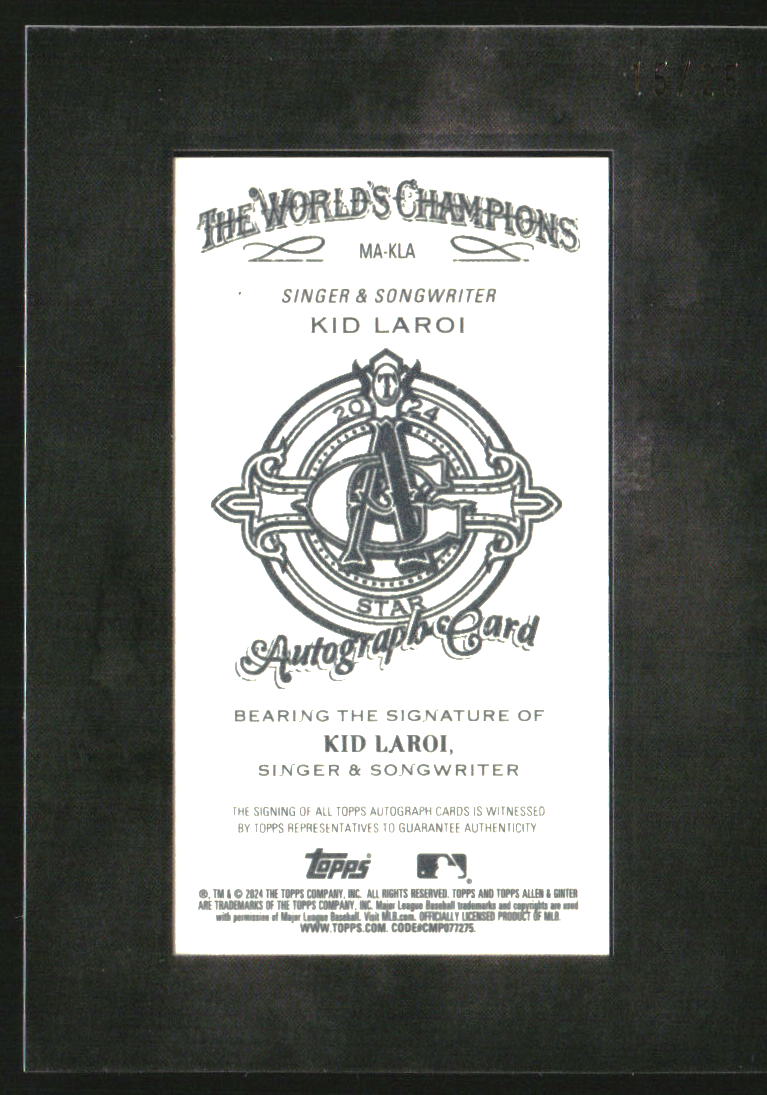 THE WORLD'S CHAMPIONS
MA-KLA
SINGER & SONGWRITER
KID LAROI
T
20 24
A&G
STAR
Autograph Card
BEARING THE SIGNATURE OF
KID LAROI,
SINGER & SONGWRITER
THE SIGNING OF ALL TOPPS AUTOGRAPH CARDS IS WITNESSED
BY TOPPS REPRESENTATIVES TO GUARANTEE AUTHENTICITY
topps
®, TM & © 2024 THE TOPPS COMPANY, INC. ALL RIGHTS RESERVED. TOPPS AND TOPPS ALLEN & GINTER
ARE TRADEMARKS OF THE TOPPS COMPANY, INC. Major League Baseball trademarks and copyrights are used
with permission of Major League Baseball. Visit MLB.com. OFFICIALLY LICENSED PRODUCT OF MLB.
WWW.TOPPS.COM. CODE#CMP077275.